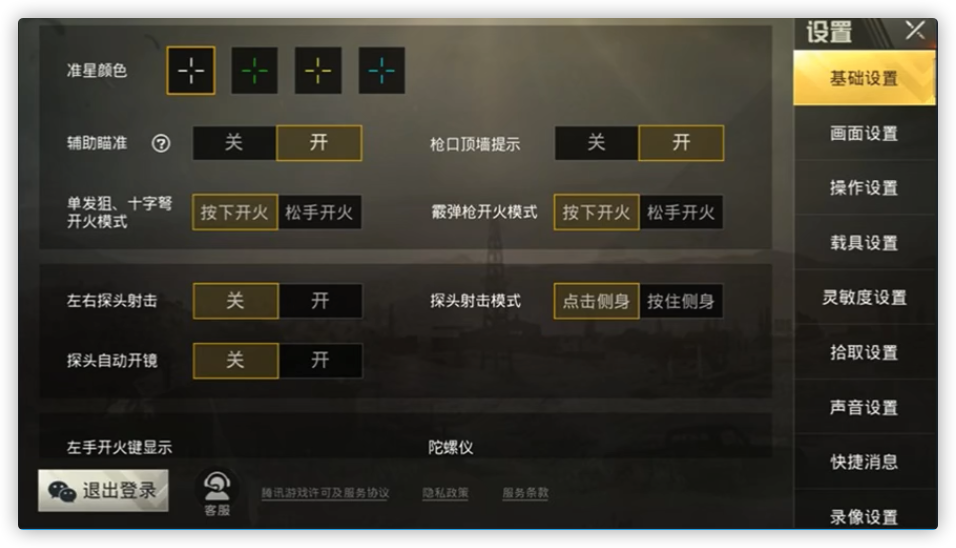 设置
基础设置
画面设置
操作设置
载具设置
灵敏度设置
拾取设置
声音设置
快捷消息
录像设置
准星颜色
辅助瞄准 ? 关 开
枪口顶墙提示 关 开
单发狙、十字弩
开火模式 按下开火 松手开火
霰弹枪开火模式 按下开火 松手开火
左右探头射击 关 开
探头射击模式 点击侧身 按住侧身
探头自动开镜 关 开
左手开火键显示
陀螺仪
退出登录
客服
腾讯游戏许可及服务协议
隐私政策
服务条款